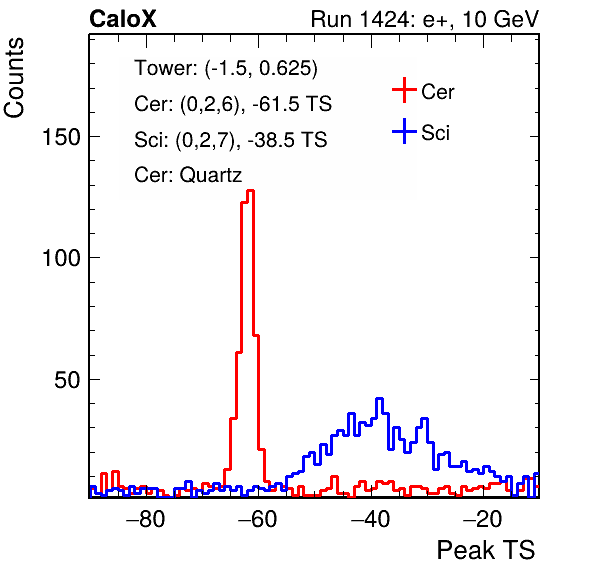 CaloX Run 1424: e+, 10 GeV
Counts
Tower: (-1.5, 0.625)
Cer: (0,2,6), -61.5 TS
Sci: (0,2,7), -38.5 TS
Cer: Quartz
Cer
Sci
150
100
50
−80 −60 −40 −20
Peak TS